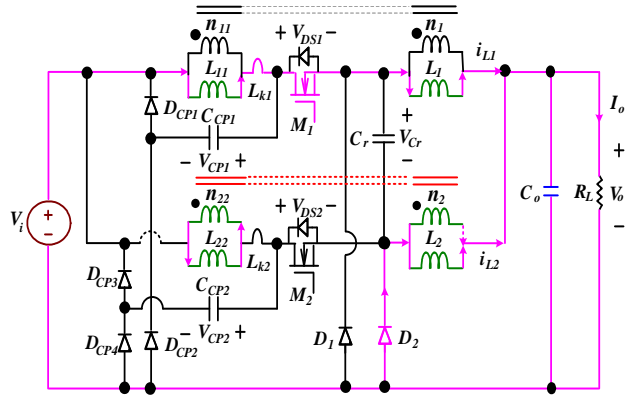 n11 + VDS1 − n1
iL1
L11 Lk1 L1
DCP1 CCP1 M1 + Io
Cr VCr
− VCP1 + − +
n22 + VDS2 − n2 Co RL Vo
Vi + −
−
L22 Lk2 L2
iL2
DCP3 CCP2 M2
− VCP2 +
DCP4 DCP2 D1 D2